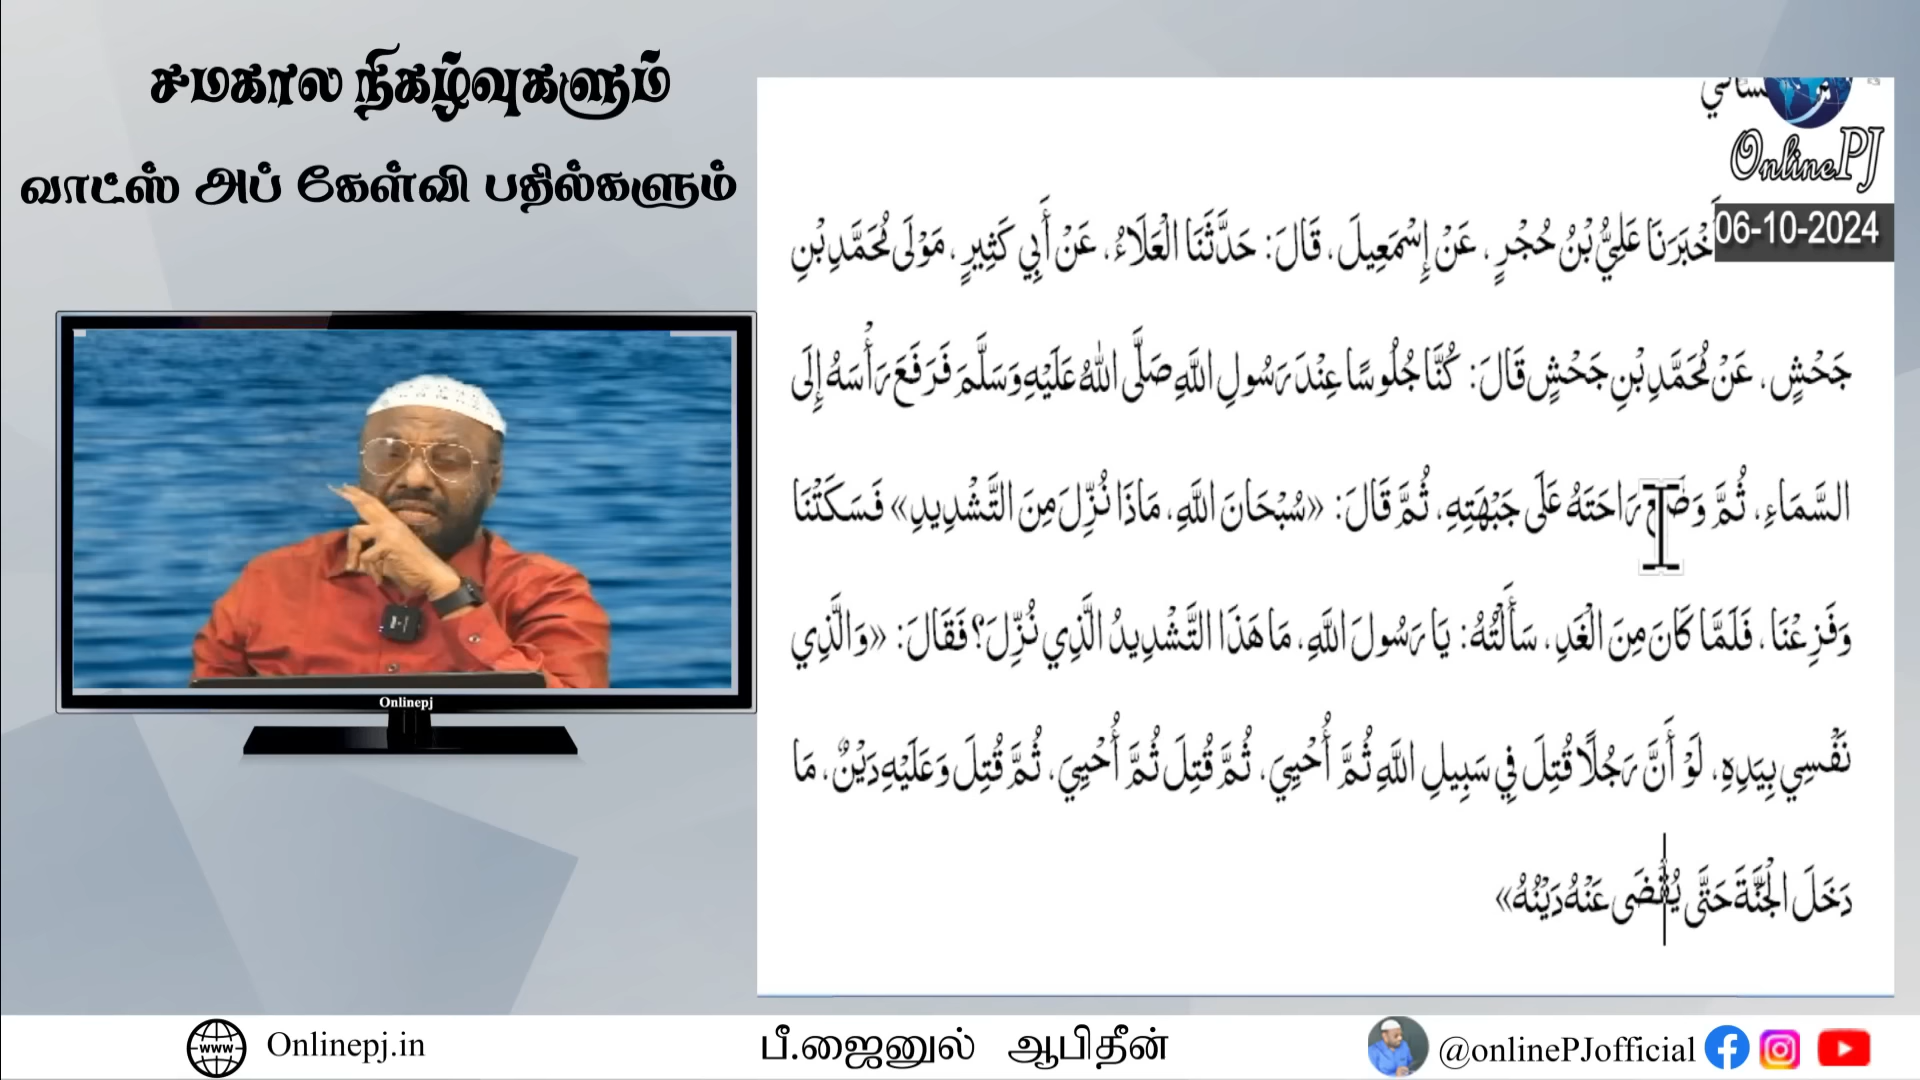 சமகால நிகழ்வுகளும்
வாட்ஸ் அப் கேள்வி பதில்களும்
OnlinePJ
06-10-2024
أَخْبَرَنَا عَلِيُّ بْنُ حُجْرٍ، عَنْ إِسْمَعِيلَ، قَالَ: حَدَّثَنَا الْعَلَاءُ، عَنْ أَبِي كَثِيرٍ، مَوْلَى مُحَمَّدِ بْنِ
جَحْشٍ، عَنْ مُحَمَّدِ بْنِ جَحْشٍ قَالَ: كُنَّا جُلُوسًا عِنْدَ رَسُولِ اللَّهِ صَلَّى اللهُ عَلَيْهِ وَسَلَّمَ فَرَفَعَ رَأْسَهُ إِلَى
السَّمَاءِ، ثُمَّ وَضَعَ رَاحَتَهُ عَلَى جَبْهَتِهِ، ثُمَّ قَالَ: «سُبْحَانَ اللَّهِ، مَاذَا نُزِّلَ مِنَ التَّشْدِيدِ» فَسَكَتْنَا
وَفَزِعْنَا، فَلَمَّا كَانَ مِنَ الْغَدِ، سَأَلْتُهُ: يَا رَسُولَ اللَّهِ، مَا هَذَا التَّشْدِيدُ الَّذِي نُزِّلَ؟ فَقَالَ: «وَالَّذِي
نَفْسِي بِيَدِهِ، لَوْ أَنَّ رَجُلًا قُتِلَ فِي سَبِيلِ اللَّهِ ثُمَّ أُحْيِيَ، ثُمَّ قُتِلَ ثُمَّ أُحْيِيَ، ثُمَّ قُتِلَ وَعَلَيْهِ دَيْنٌ، مَا
دَخَلَ الْجَنَّةَ حَتَّى يُقْضَى عَنْهُ دَيْنُهُ»
Onlinepj
www
Onlinepj.in
பீ.ஜைனுல் ஆபிதீன்
@onlinePJofficial